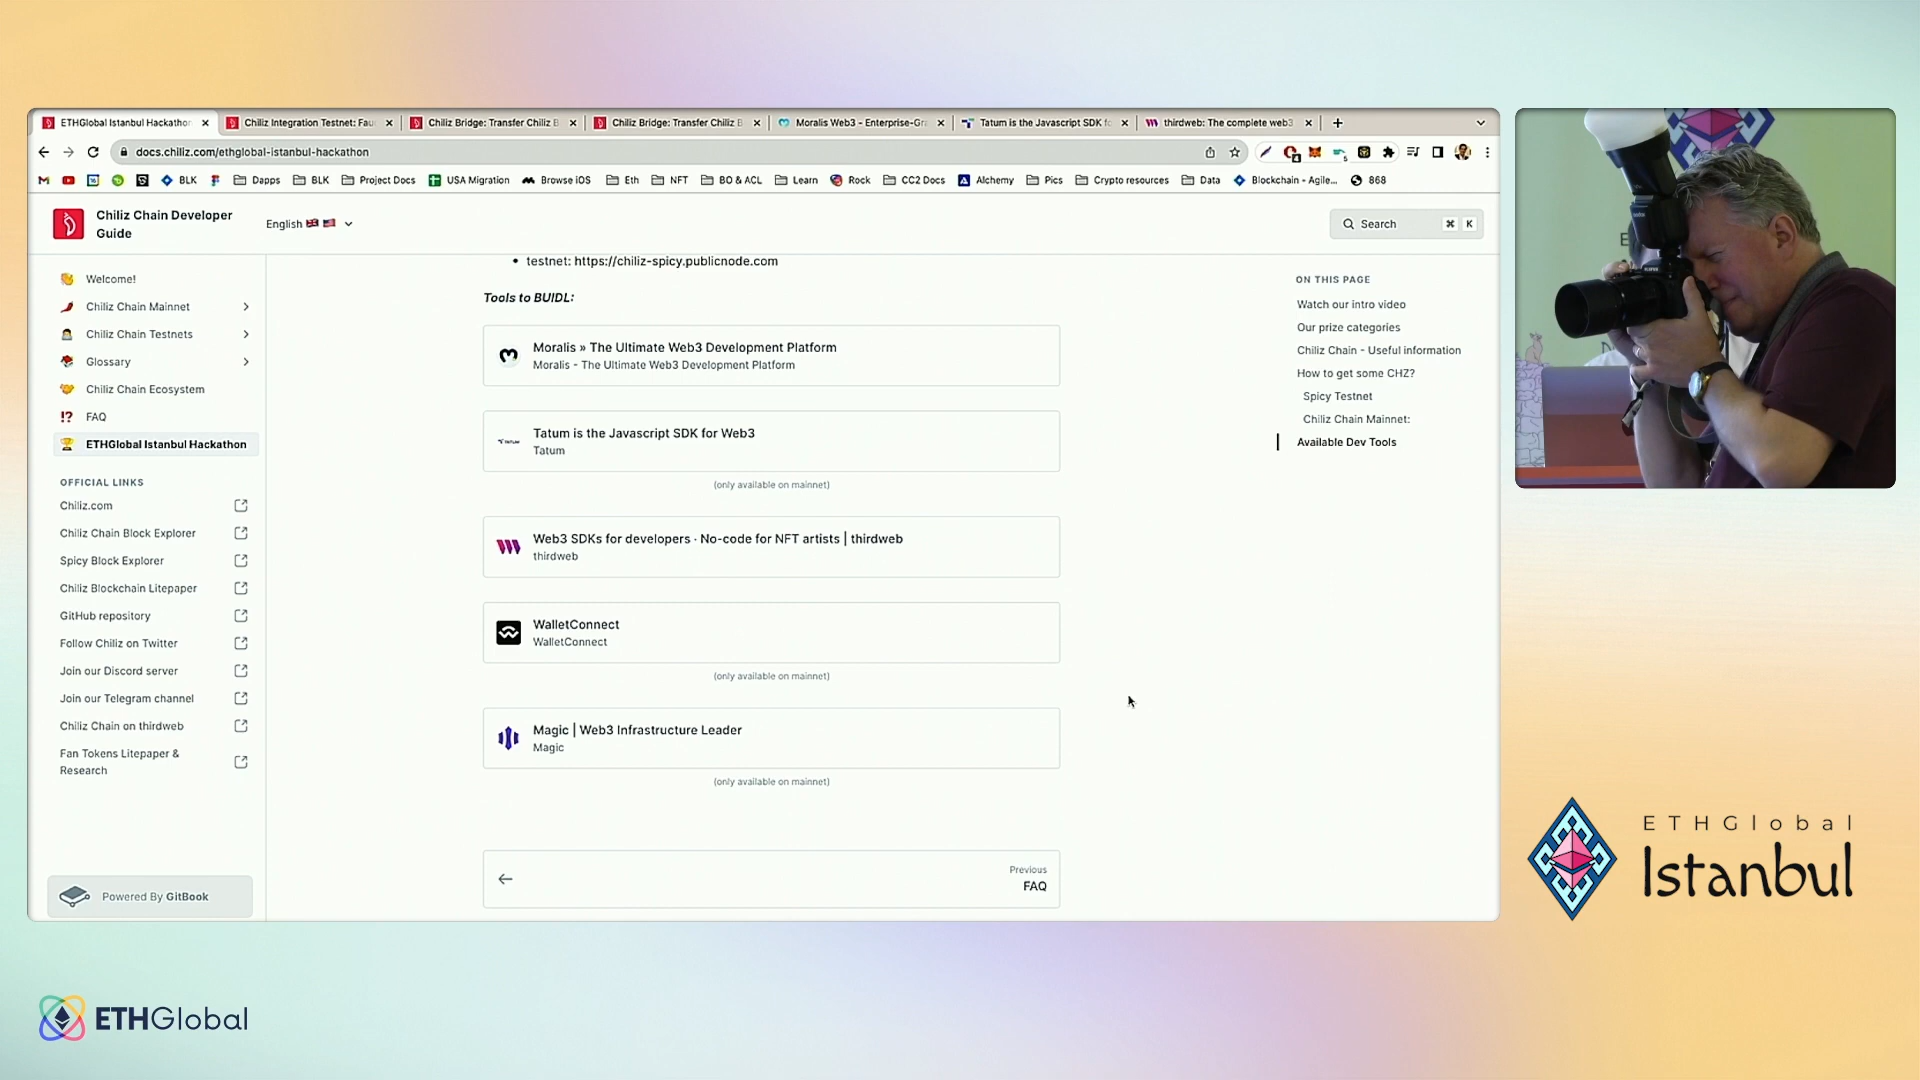 ETHGlobal Istanbul Hackathon
Chiliz Integration Testnet: Fau
Chiliz Bridge: Transfer Chiliz B
Chiliz Bridge: Transfer Chiliz B
Moralis Web3 - Enterprise-Gr
Tatum is the Javascript SDK fo
thirdweb: The complete web3
docs.chiliz.com/ethglobal-istanbul-hackathon
BLK
Dapps
BLK
Project Docs
USA Migration
Browse iOS
Eth
NFT
BO & ACL
Learn
Rock
CC2 Docs
Alchemy
Pics
Crypto resources
Data
Blockchain - Agile...
868
Chiliz Chain Developer
Guide
English
Search
⌘ K
Welcome!
Chiliz Chain Mainnet
Chiliz Chain Testnets
Glossary
Chiliz Chain Ecosystem
!? FAQ
ETHGlobal Istanbul Hackathon
OFFICIAL LINKS
Chiliz.com
Chiliz Chain Block Explorer
Spicy Block Explorer
Chiliz Blockchain Litepaper
GitHub repository
Follow Chiliz on Twitter
Join our Discord server
Join our Telegram channel
Chiliz Chain on thirdweb
Fan Tokens Litepaper &
Research
Powered By GitBook
• testnet: https://chiliz-spicy.publicnode.com
Tools to BUIDL:
Moralis » The Ultimate Web3 Development Platform
Moralis - The Ultimate Web3 Development Platform
Tatum is the Javascript SDK for Web3
Tatum
(only available on mainnet)
Web3 SDKs for developers · No-code for NFT artists | thirdweb
thirdweb
WalletConnect
WalletConnect
(only available on mainnet)
Magic | Web3 Infrastructure Leader
Magic
(only available on mainnet)
Previous
FAQ
ON THIS PAGE
Watch our intro video
Our prize categories
Chiliz Chain - Useful information
How to get some CHZ?
Spicy Testnet
Chiliz Chain Mainnet:
Available Dev Tools
ETHGlobal
Istanbul
ETHGlobal